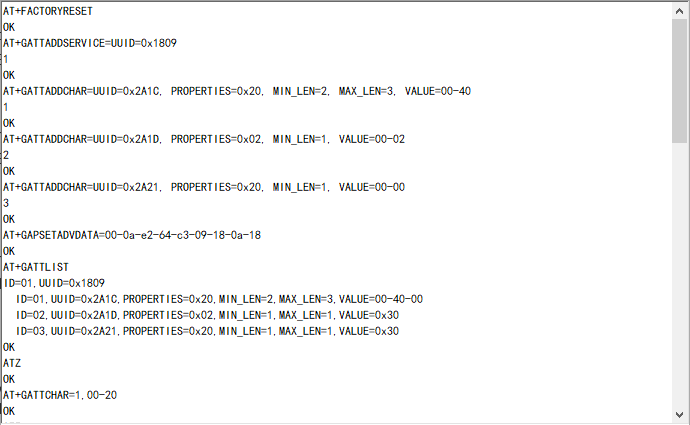 AT+FACTORYRESET
OK
AT+GATTADDSERVICE=UUID=0x1809
1
OK
AT+GATTADDCHAR=UUID=0x2A1C, PROPERTIES=0x20, MIN_LEN=2, MAX_LEN=3, VALUE=00-40
1
OK
AT+GATTADDCHAR=UUID=0x2A1D, PROPERTIES=0x02, MIN_LEN=1, VALUE=00-02
2
OK
AT+GATTADDCHAR=UUID=0x2A21, PROPERTIES=0x20, MIN_LEN=1, VALUE=00-00
3
OK
AT+GAPSETADVDATA=00-0a-e2-64-c3-09-18-0a-18
OK
AT+GATTLIST
ID=01,UUID=0x1809
  ID=01,UUID=0x2A1C,PROPERTIES=0x20,MIN_LEN=2,MAX_LEN=3,VALUE=00-40-00
  ID=02,UUID=0x2A1D,PROPERTIES=0x02,MIN_LEN=1,MAX_LEN=1,VALUE=0x30
  ID=03,UUID=0x2A21,PROPERTIES=0x20,MIN_LEN=1,MAX_LEN=1,VALUE=0x30
OK
ATZ
OK
AT+GATTCHAR=1,00-20
OK